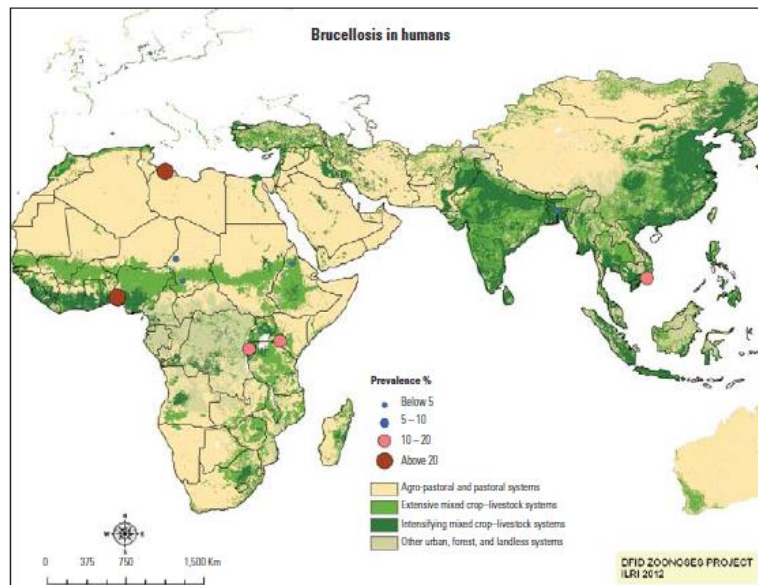 Brucellosis in humans
Prevalence %
Below 5
5 – 10
10 – 20
Above 20
Agro-pastoral and pastoral systems
Extensive mixed crop–livestock systems
Intensifying mixed crop–livestock systems
Other urban, forest, and landless systems
N
W E
S
0 375 750 1,500 Km
DFID ZOONOSES PROJECT
ILRI 2012